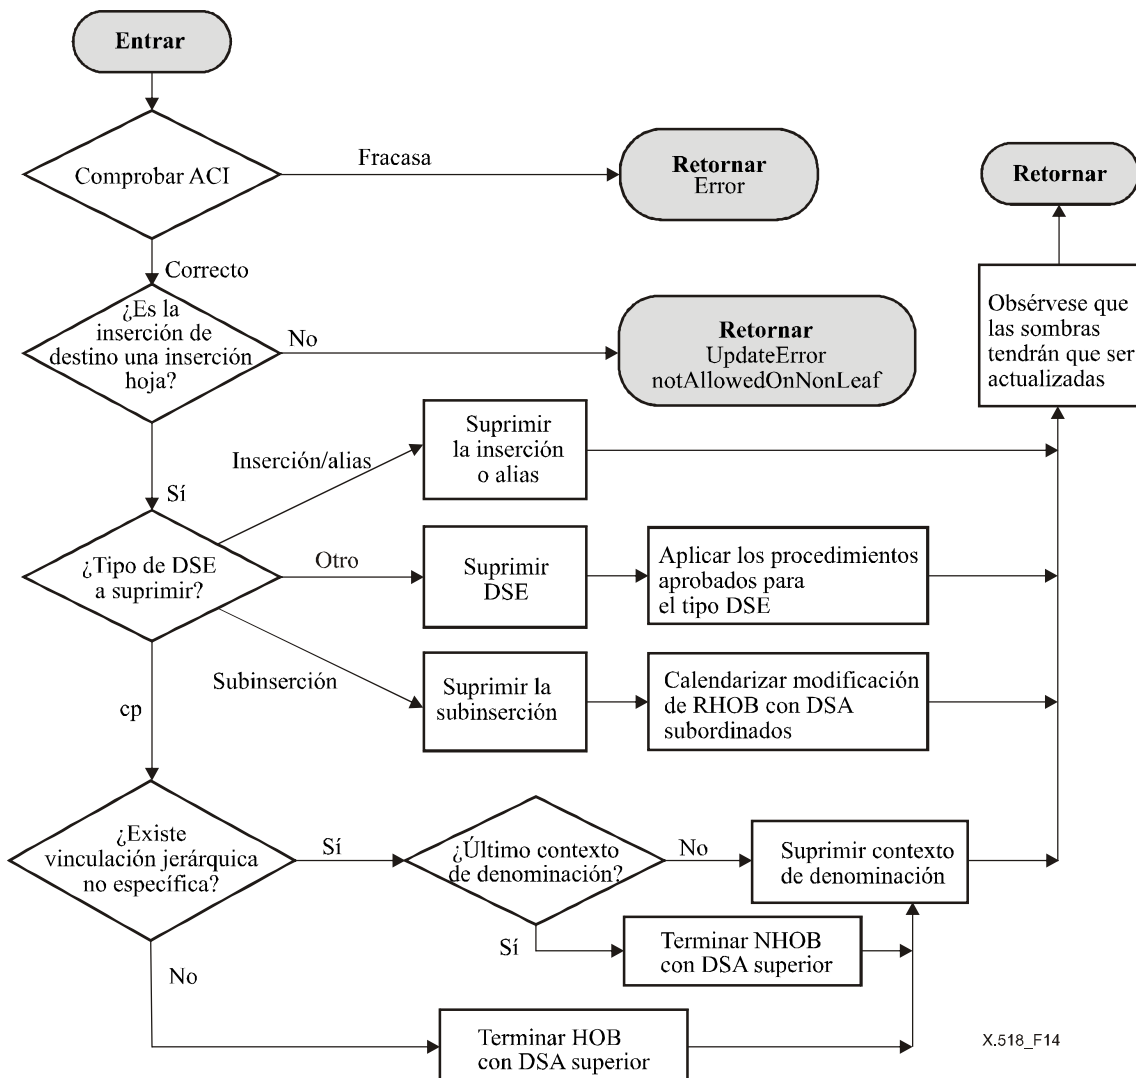 Entrar
Comprobar ACI
Fracasa
Retornar
Error
Retornar
Correcto
¿Es la
inserción de
destino una inserción
hoja?
No
Retornar
UpdateError
notAllowedOnNonLeaf
Obsérvese que
las sombras
tendrán que ser
actualizadas
Sí
Inserción/alias
Suprimir
la inserción
o alias
¿Tipo de DSE
a suprimir?
Otro
Suprimir
DSE
Aplicar los procedimientos
aprobados para
el tipo DSE
Subinserción
Suprimir la
subinserción
Calendarizar modificación
de RHOB con DSA
subordinados
cp
¿Existe
vinculación jerárquica
no específica?
Sí
¿Último contexto
de denominación?
No
Suprimir contexto
de denominación
Sí
Terminar NHOB
con DSA superior
No
Terminar HOB
con DSA superior
X.518_F14